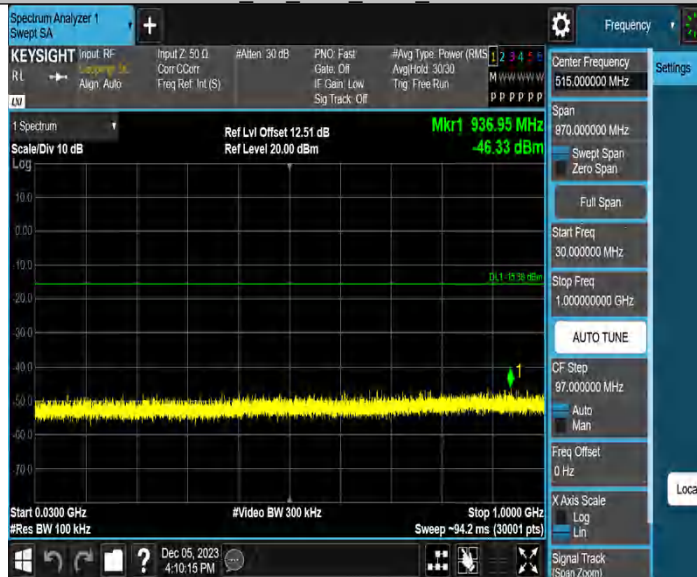 Spectrum Analyzer 1
Swept SA
+
Frequency
KEYSIGHT
RL
Input: RF
Coupling: DC
Align: Auto
Input Z: 50 Ω
Corr CCorr
Freq Ref: Int (S)
#Atten: 30 dB
PNO: Fast
Gate: Off
IF Gain: Low
Sig Track: Off
#Avg Type: Power (RMS
Avg|Hold: 30/30
Trig: Free Run
1 2 3 4 5 6
M W W W W W
P P P P P P
LXI
1 Spectrum
Scale/Div 10 dB
Log
Ref Lvl Offset 12.51 dB
Ref Level 20.00 dBm
Mkr1 936.95 MHz
-46.33 dBm
10.0
0.00
-10.0
-20.0
-30.0
-40.0
-50.0
-60.0
-70.0
1
Start 0.0300 GHz
#Res BW 100 kHz
#Video BW 300 kHz
Stop 1.0000 GHz
Sweep ~94.2 ms (30001 pts)
?
Dec 05, 2023
4:10:15 PM
Center Frequency
515.000000 MHz
Settings
Span
970.000000 MHz
Swept Span
Zero Span
Full Span
Start Freq
30.000000 MHz
Stop Freq
1.000000000 GHz
AUTO TUNE
CF Step
97.000000 MHz
Auto
Man
Freq Offset
0 Hz
X Axis Scale
Log
Lin
Local
Signal Track
(Span Zoom)